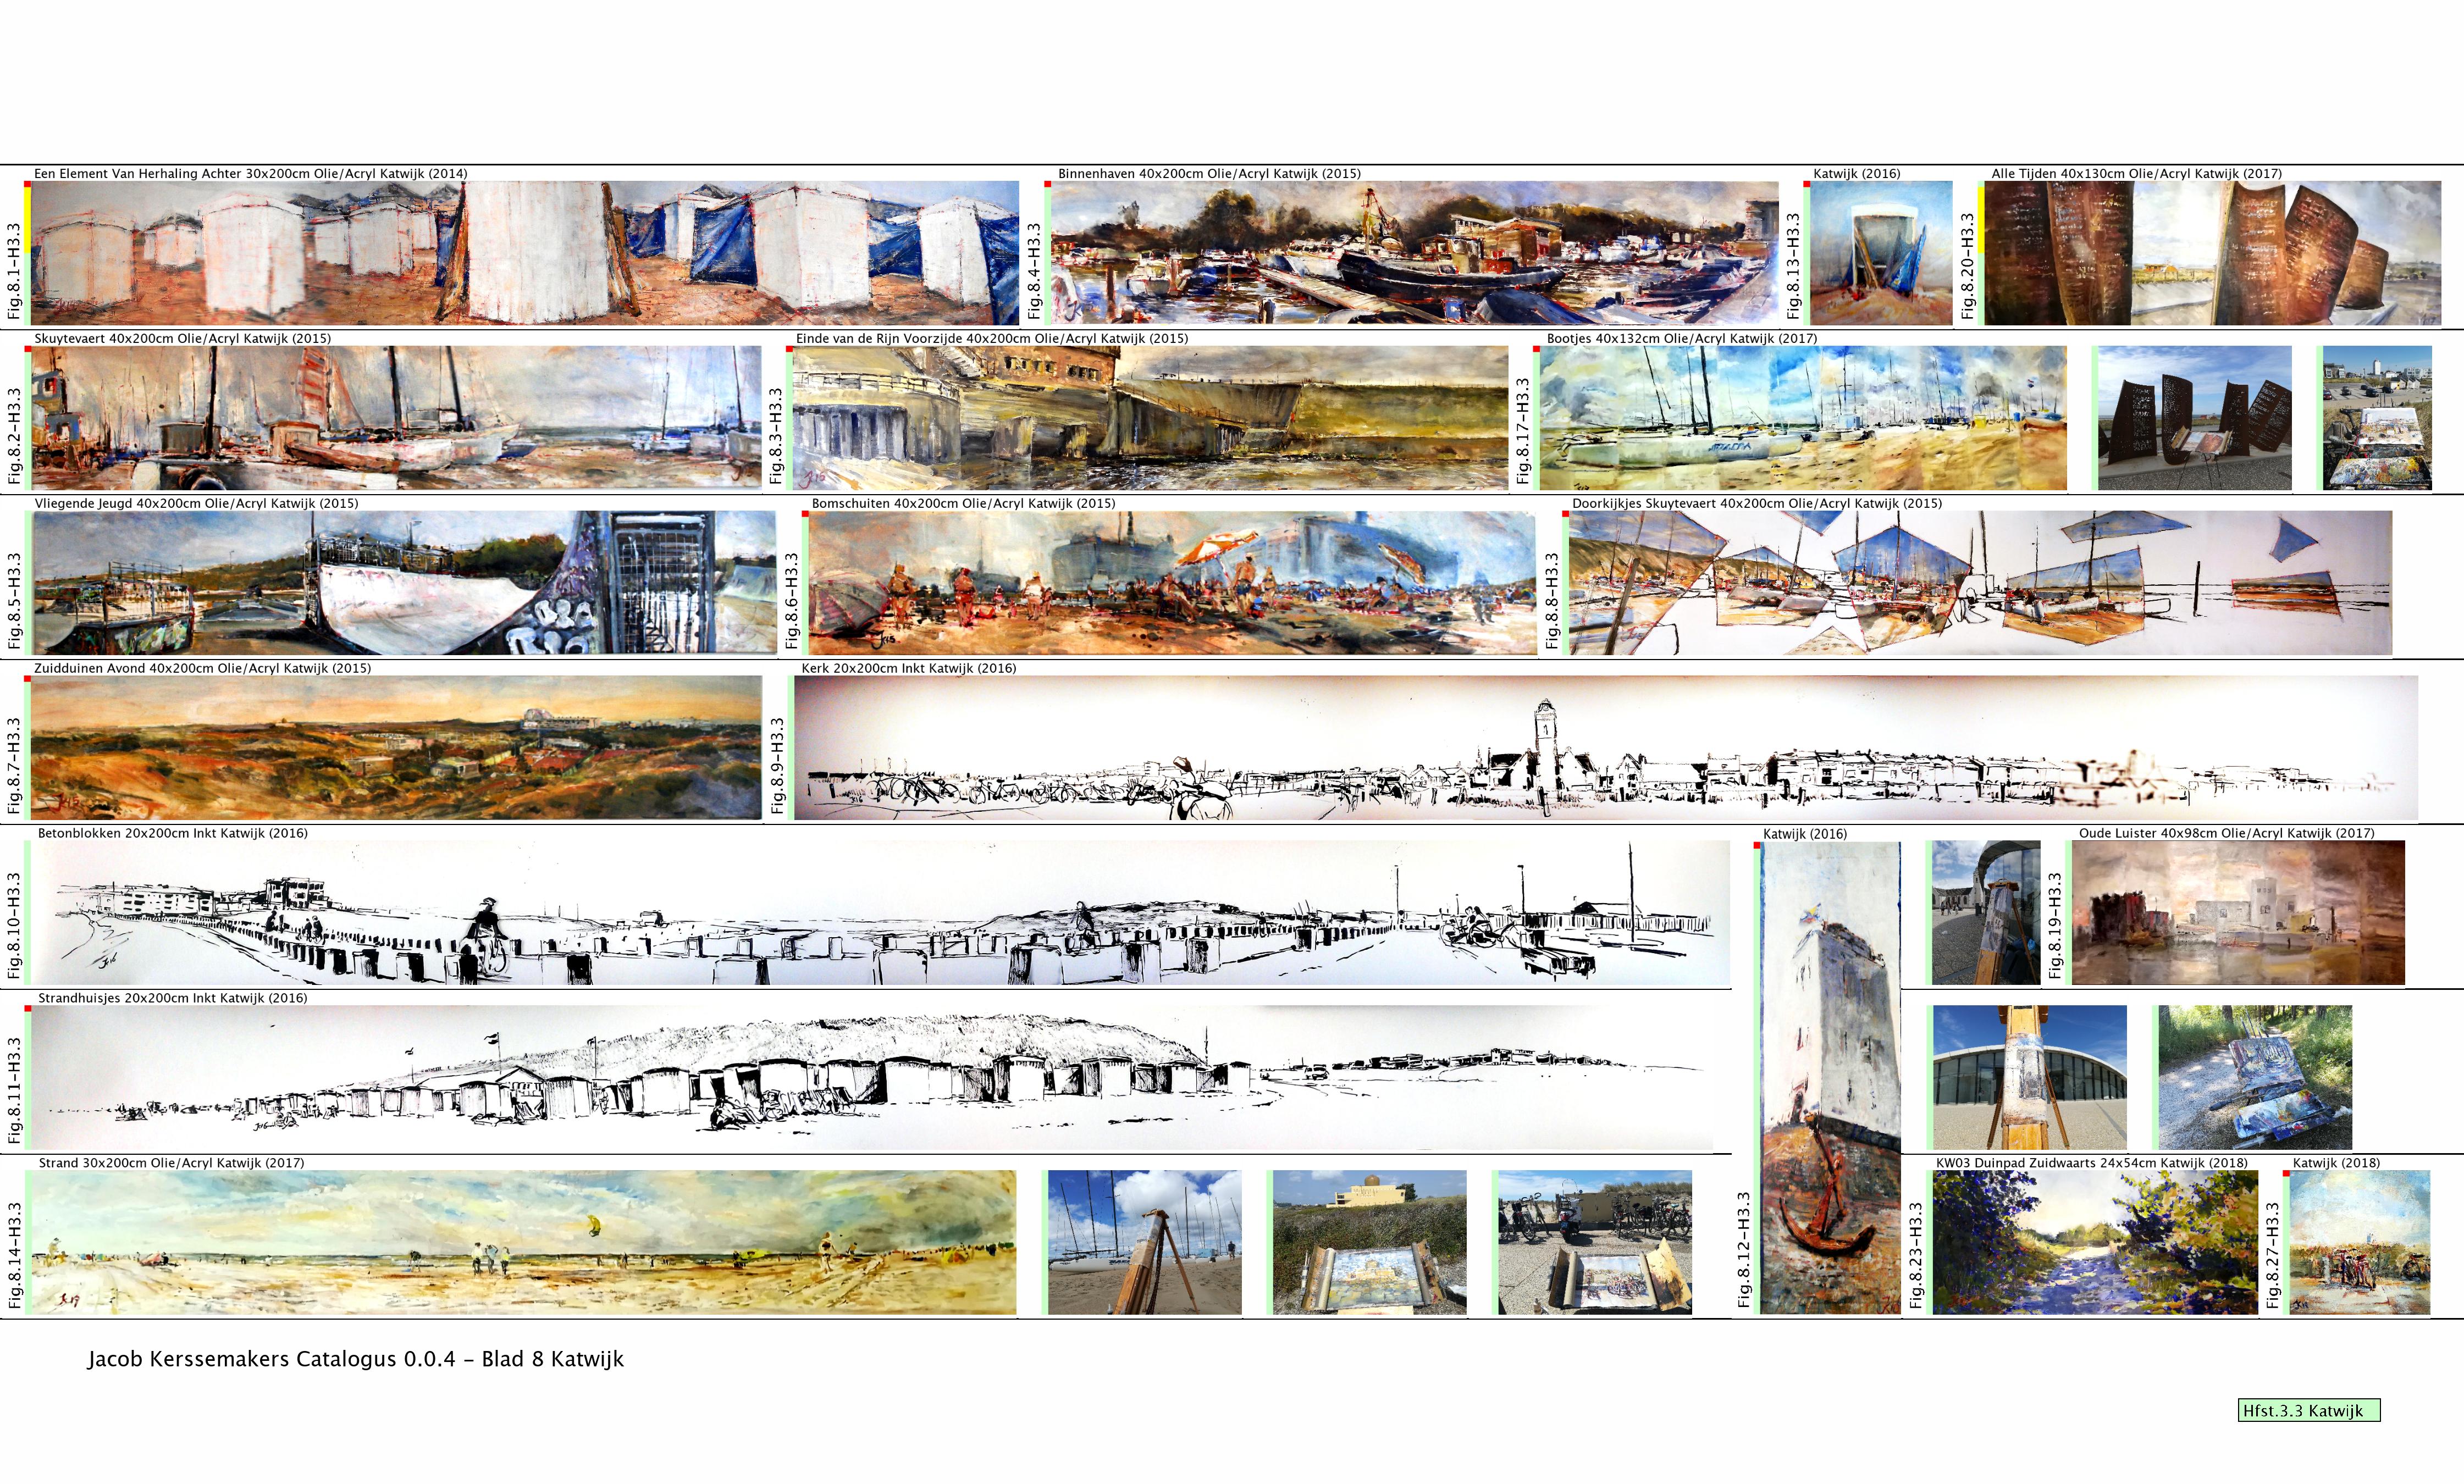 Een Element Van Herhaling Achter 30x200cm Olie/Acryl Katwijk (2014)
Fig.8.1-H3.3
Binnenhaven 40x200cm Olie/Acryl Katwijk (2015)
Fig.8.4-H3.3
Katwijk (2016)
Fig.8.13-H3.3
Alle Tijden 40x130cm Olie/Acryl Katwijk (2017)
Fig.8.20-H3.3
Skuytevaert 40x200cm Olie/Acryl Katwijk (2015)
Fig.8.2-H3.3
Einde van de Rijn Voorzijde 40x200cm Olie/Acryl Katwijk (2015)
Fig.8.3-H3.3
Bootjes 40x132cm Olie/Acryl Katwijk (2017)
Fig.8.17-H3.3
Vliegende Jeugd 40x200cm Olie/Acryl Katwijk (2015)
Fig.8.5-H3.3
Bomschuiten 40x200cm Olie/Acryl Katwijk (2015)
Fig.8.6-H3.3
Doorkijkjes Skuytevaert 40x200cm Olie/Acryl Katwijk (2015)
Fig.8.8-H3.3
Zuidduinen Avond 40x200cm Olie/Acryl Katwijk (2015)
Fig.8.7-H3.3
Kerk 20x200cm Inkt Katwijk (2016)
Fig.8.9-H3.3
Betonblokken 20x200cm Inkt Katwijk (2016)
Fig.8.10-H3.3
Katwijk (2016)
Fig.8.12-H3.3
Oude Luister 40x98cm Olie/Acryl Katwijk (2017)
Fig.8.19-H3.3
Strandhuisjes 20x200cm Inkt Katwijk (2016)
Fig.8.11-H3.3
Strand 30x200cm Olie/Acryl Katwijk (2017)
Fig.8.14-H3.3
KW03 Duinpad Zuidwaarts 24x54cm Katwijk (2018)
Fig.8.23-H3.3
Katwijk (2018)
Fig.8.27-H3.3
Jacob Kerssemakers Catalogus 0.0.4 - Blad 8 Katwijk
Hfst.3.3 Katwijk